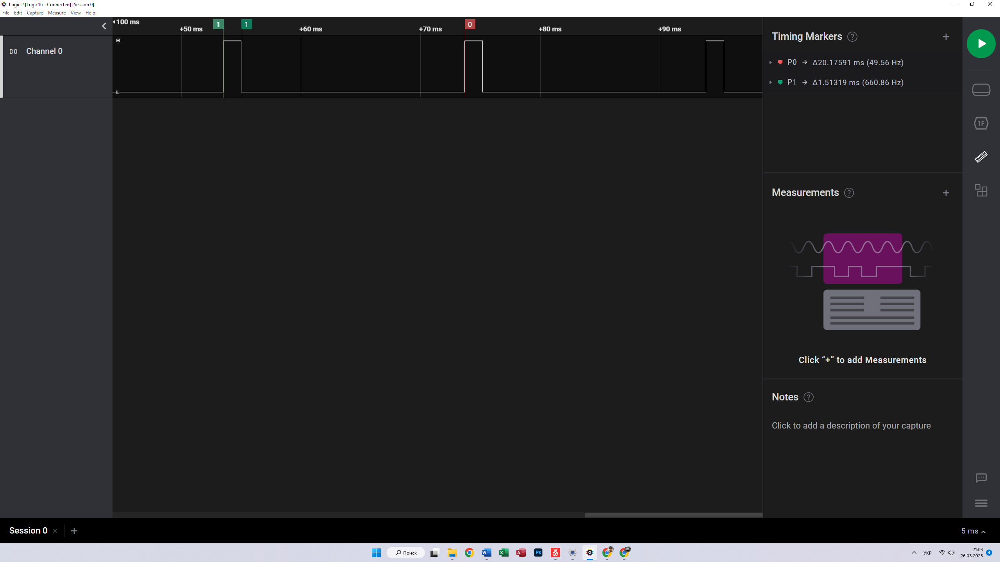 Logic 2 [Logic16 - Connected] [Session 0]
File Edit Capture Measure View Help
100 ms
+50 ms +60 ms +70 ms +80 ms +90 ms
1 1 0
D0 Channel 0
H
L
Timing Markers ?
P0 → Δ20.17591 ms (49.56 Hz)
P1 → Δ1.51319 ms (660.86 Hz)
1F
Measurements ?
Click “+” to add Measurements
Notes ?
Click to add a description of your capture
Session 0
5 ms
Поиск
W
X
A
Ps
УКР
21:03
26.03.2023
4